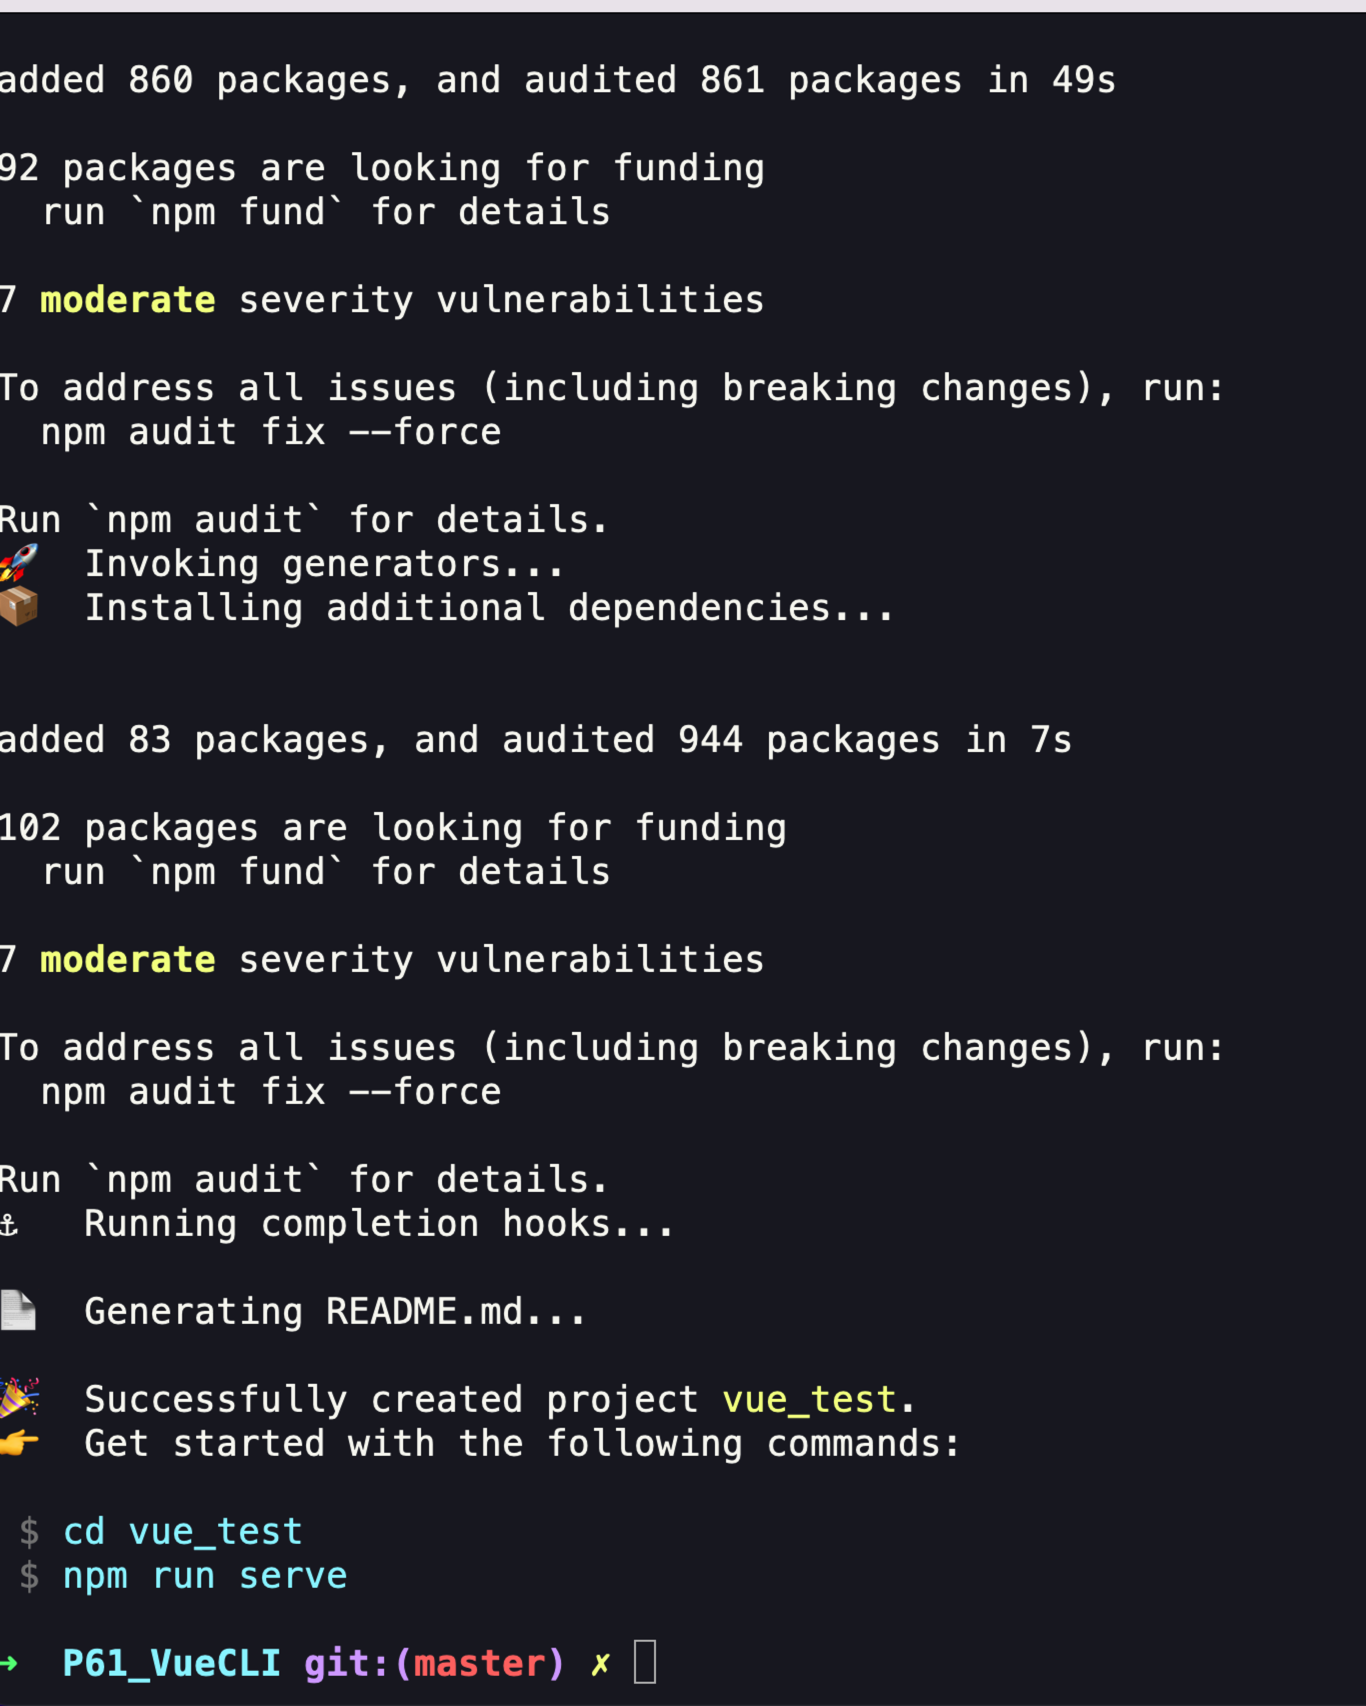 added 860 packages, and audited 861 packages in 49s
92 packages are looking for funding
run `npm fund` for details
7 moderate severity vulnerabilities
To address all issues (including breaking changes), run:
npm audit fix --force
Run `npm audit` for details.
🚀 Invoking generators...
📦 Installing additional dependencies...
added 83 packages, and audited 944 packages in 7s
102 packages are looking for funding
run `npm fund` for details
7 moderate severity vulnerabilities
To address all issues (including breaking changes), run:
npm audit fix --force
Run `npm audit` for details.
⚓ Running completion hooks...
📄 Generating README.md...
🎉 Successfully created project vue_test.
👉 Get started with the following commands:
$ cd vue_test
$ npm run serve
➜ P61_VueCLI git:(master) ✗